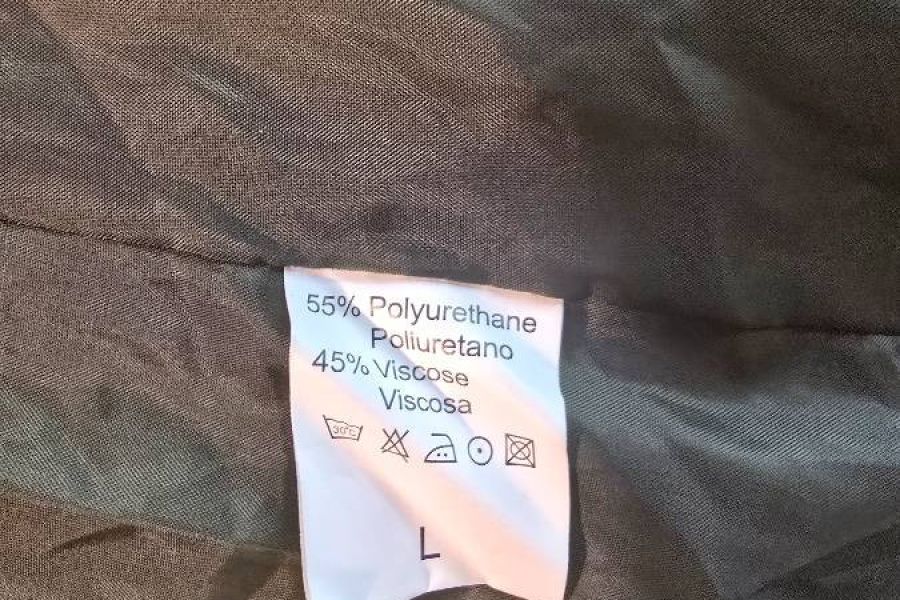 55% Polyurethane
Poliuretano
45% Viscose
Viscosa
30°C
L